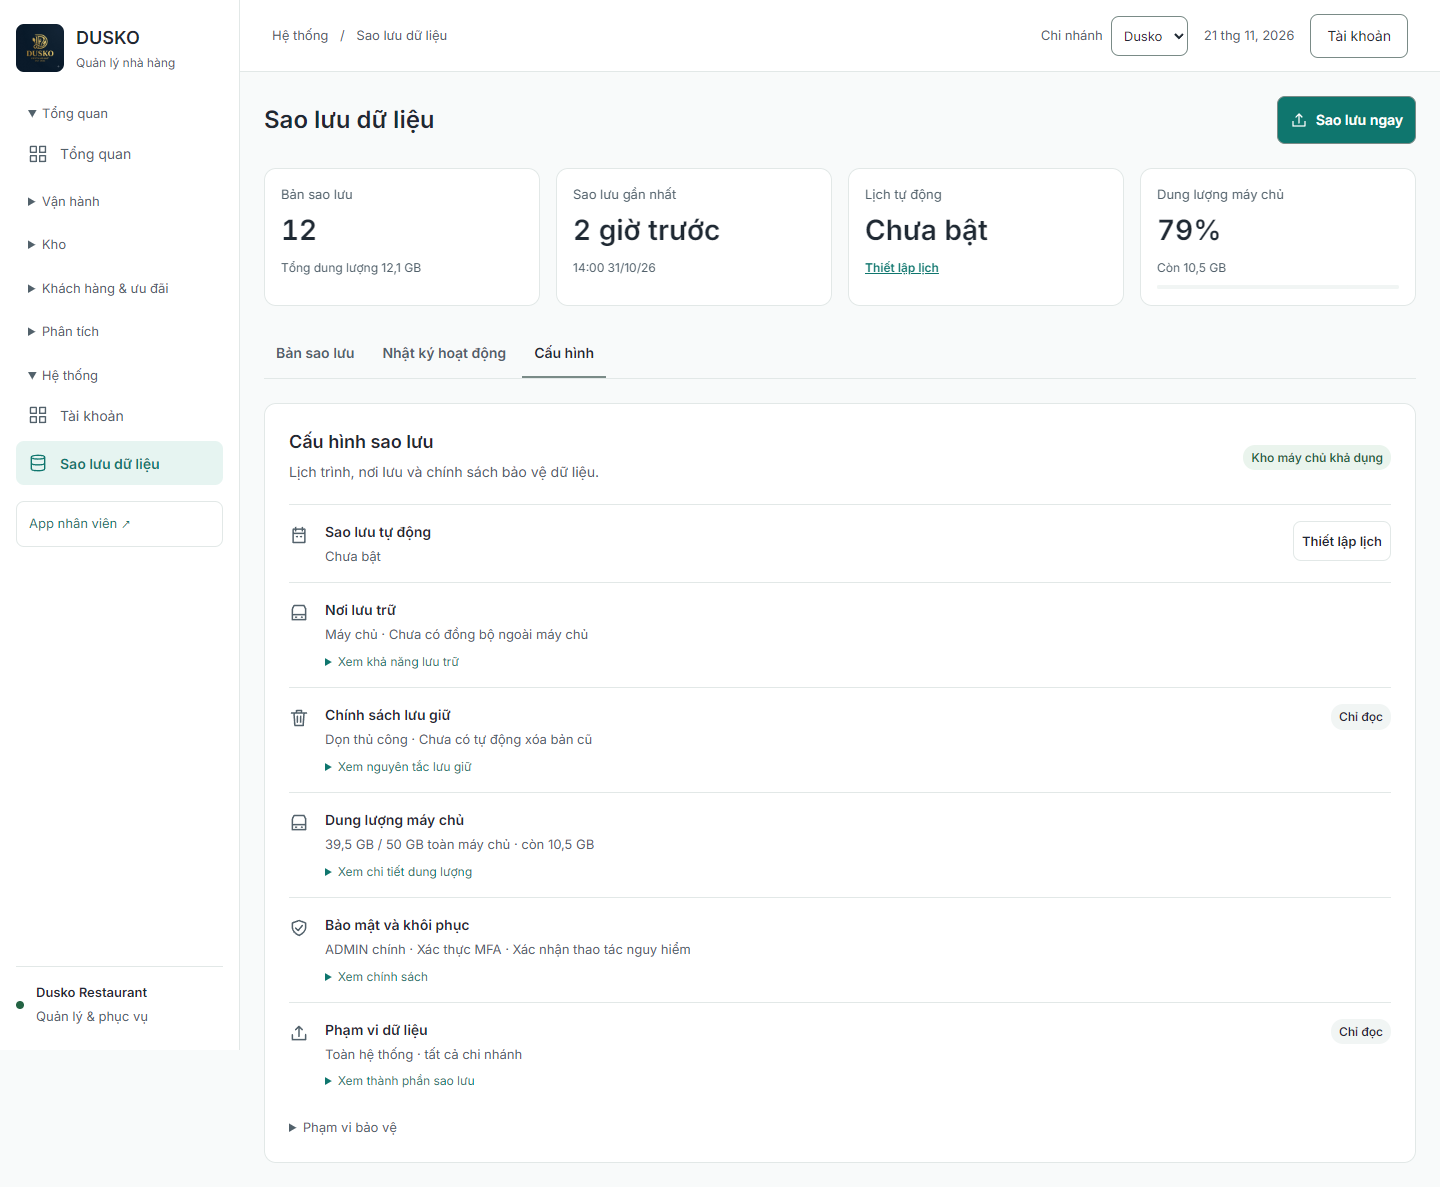 DUSKO
DUSKO
Quản lý nhà hàng
Tổng quan
Tổng quan
Vận hành
Kho
Khách hàng & ưu đãi
Phân tích
Hệ thống
Tài khoản
Sao lưu dữ liệu
App nhân viên ↗
Dusko Restaurant
Quản lý & phục vụ
Hệ thống / Sao lưu dữ liệu
Chi nhánh Dusko 21 thg 11, 2026 Tài khoản
Sao lưu dữ liệu
Sao lưu ngay
Bản sao lưu
12
Tổng dung lượng 12,1 GB
Sao lưu gần nhất
2 giờ trước
14:00 31/10/26
Lịch tự động
Chưa bật
Thiết lập lịch
Dung lượng máy chủ
79%
Còn 10,5 GB
Bản sao lưu Nhật ký hoạt động Cấu hình
Cấu hình sao lưu
Lịch trình, nơi lưu và chính sách bảo vệ dữ liệu.
Kho máy chủ khả dụng
Sao lưu tự động
Chưa bật
Thiết lập lịch
Nơi lưu trữ
Máy chủ · Chưa có đồng bộ ngoài máy chủ
Xem khả năng lưu trữ
Chính sách lưu giữ
Dọn thủ công · Chưa có tự động xóa bản cũ
Xem nguyên tắc lưu giữ
Chỉ đọc
Dung lượng máy chủ
39,5 GB / 50 GB toàn máy chủ · còn 10,5 GB
Xem chi tiết dung lượng
Bảo mật và khôi phục
ADMIN chính · Xác thực MFA · Xác nhận thao tác nguy hiểm
Xem chính sách
Phạm vi dữ liệu
Toàn hệ thống · tất cả chi nhánh
Xem thành phần sao lưu
Chỉ đọc
Phạm vi bảo vệ